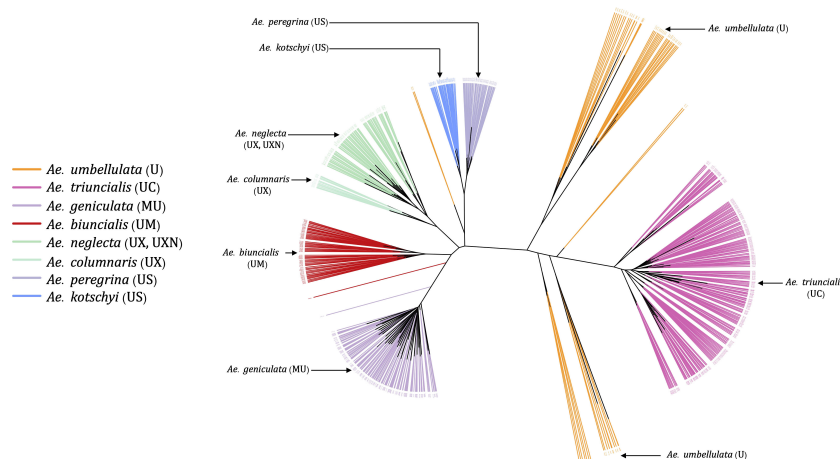 Ae. peregrina (US)
Ae. kotschyi (US)
Ae. umbellulata (U)
Ae. neglecta
(UX, UXN)
Ae. columnaris
(UX)
Ae. umbellulata (U)
Ae. triuncialis (UC)
Ae. geniculata (MU)
Ae. biuncialis (UM)
Ae. neglecta (UX, UXN)
Ae. columnaris (UX)
Ae. peregrina (US)
Ae. kotschyi (US)
Ae. biuncialis
(UM)
Ae. triunciali
(UC)
Ae. geniculata (MU)
Ae. umbellulata (U)